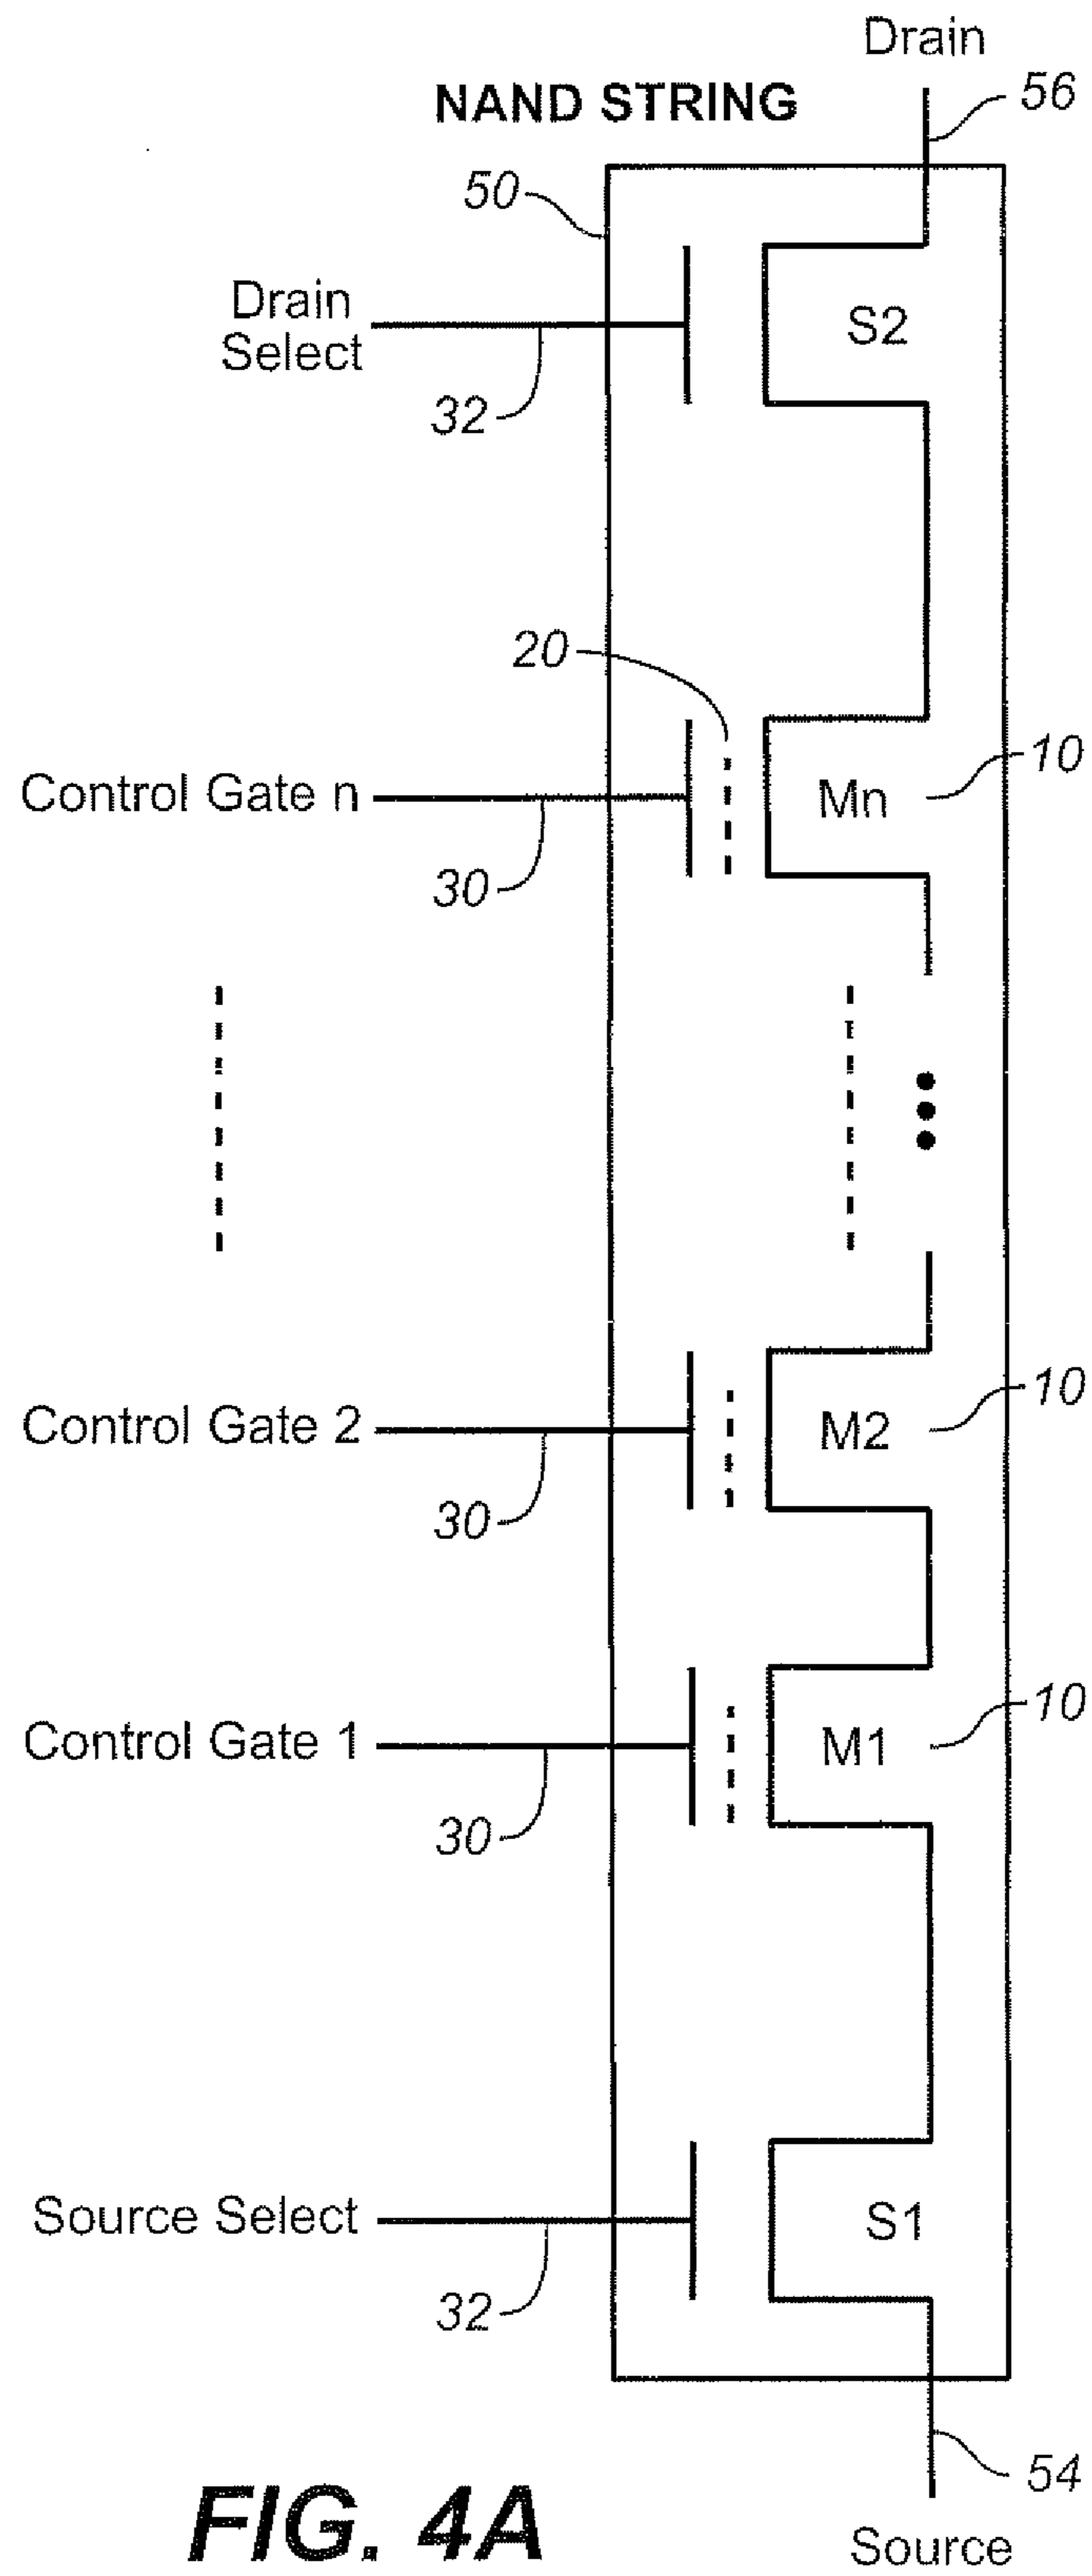 Drain
56
NAND STRING
50
Drain
Select
S2
32
20
Control Gate n
Mn
10
30
Control Gate 2
M2
10
30
Control Gate 1
M1
10
30
Source Select
S1
32
54
FIG. 4A
Source